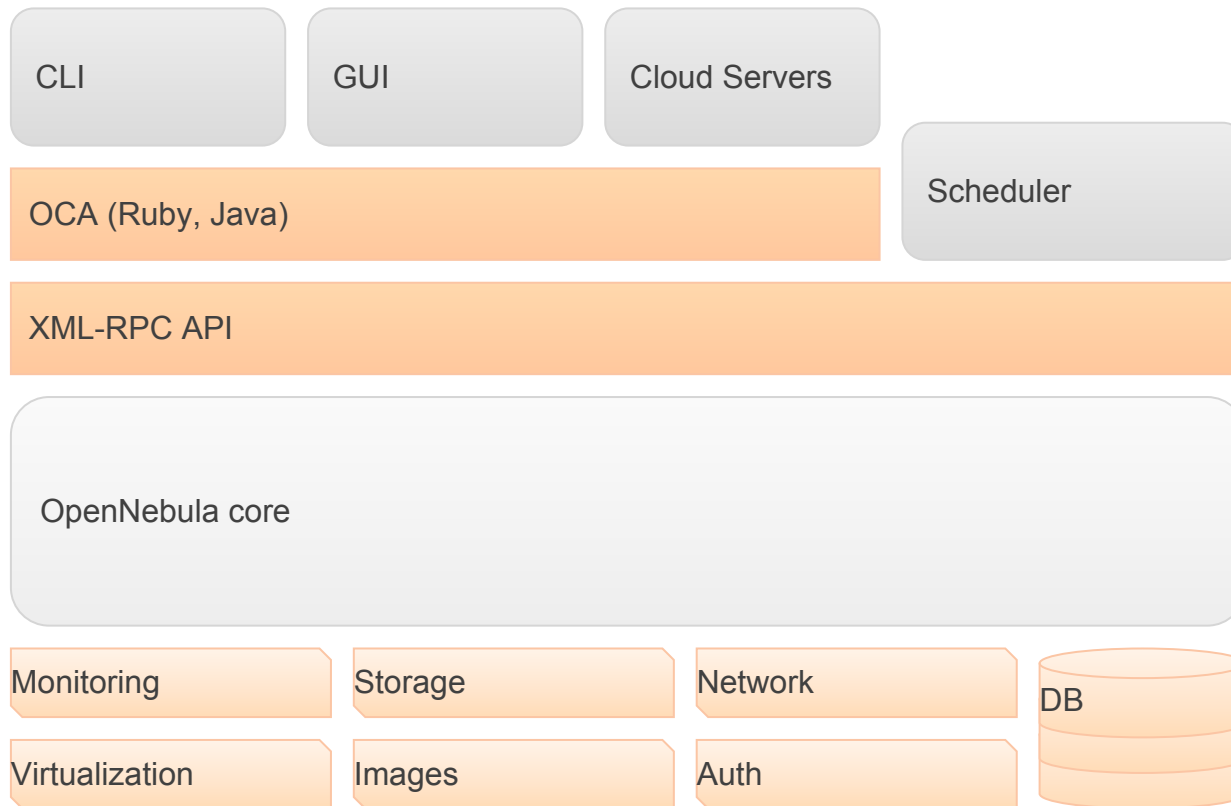 CLI
GUI
Cloud Servers
Scheduler
OCA (Ruby, Java)
XML-RPC API
OpenNebula core
Monitoring
Storage
Network
DB
Virtualization
Images
Auth